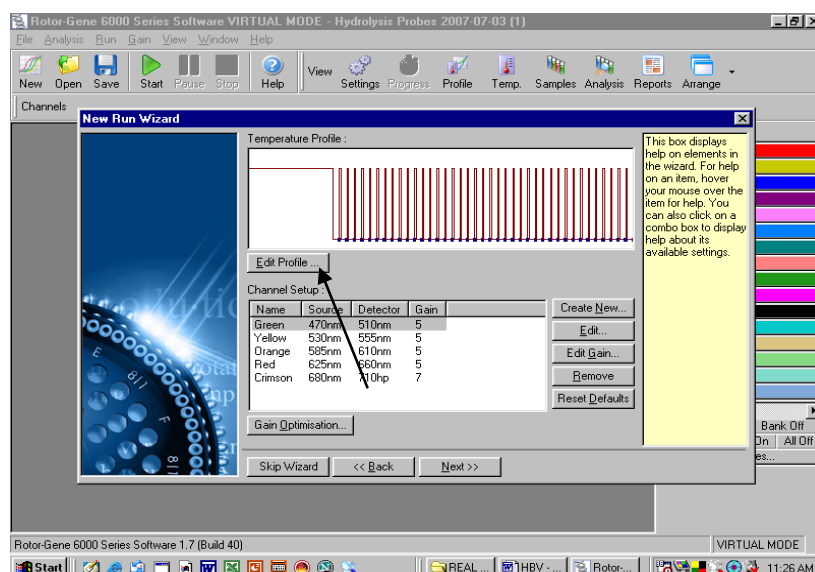 Rotor-Gene 6000 Series Software VIRTUAL MODE - Hydrolysis Probes 2007-07-03 (1)
File Analysis Run Gain View Window Help
New Open Save Start Pause Stop Help View Settings Progress Profile Temp. Samples Analysis Reports Arrange
Channels
New Run Wizard
Temperature Profile :
Edit Profile ...
Channel Setup :
Name Source Detector Gain
Green 470nm 510nm 5
Yellow 530nm 555nm 5
Orange 585nm 610nm 5
Red 625nm 660nm 5
Crimson 680nm 710hp 7
Create New...
Edit...
Edit Gain...
Remove
Reset Defaults
Gain Optimisation...
Skip Wizard << Back Next >>
This box displays
help on elements in
the wizard. For help
on an item, hover
your mouse over the
item for help. You
can also click on a
combo box to display
help about its
available settings.
Bank Off
On All Off
es...
Rotor-Gene 6000 Series Software 1.7 (Build 40) VIRTUAL MODE
Start REAL ... HBV - ... Rotor-... 11:26 AM